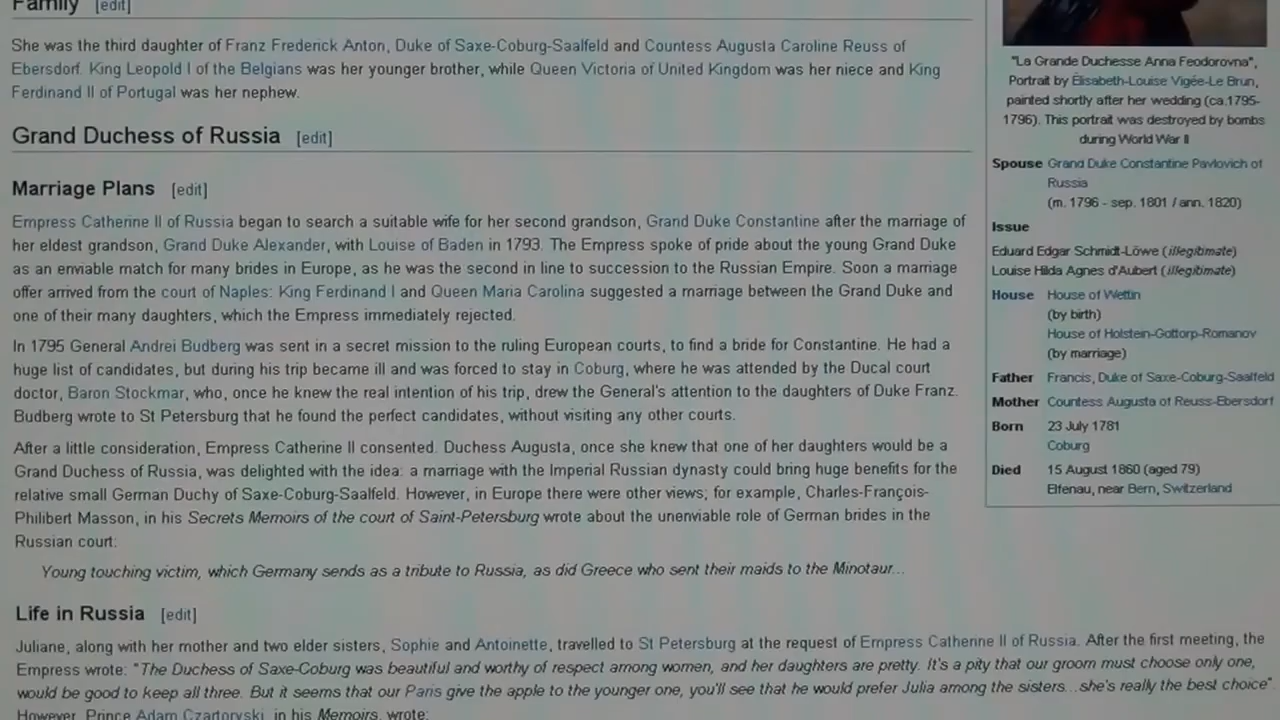 Family [edit]
She was the third daughter of Franz Frederick Anton, Duke of Saxe-Coburg-Saalfeld and Countess Augusta Caroline Reuss of
Ebersdorf. King Leopold I of the Belgians was her younger brother, while Queen Victoria of United Kingdom was her niece and King
Ferdinand II of Portugal was her nephew.
Grand Duchess of Russia [edit]
Marriage Plans [edit]
Empress Catherine II of Russia began to search a suitable wife for her second grandson, Grand Duke Constantine after the marriage of
her eldest grandson, Grand Duke Alexander, with Louise of Baden in 1793. The Empress spoke of pride about the young Grand Duke
as an enviable match for many brides in Europe, as he was the second in line to succession to the Russian Empire. Soon a marriage
offer arrived from the court of Naples: King Ferdinand I and Queen Maria Carolina suggested a marriage between the Grand Duke and
one of their many daughters, which the Empress immediately rejected.
In 1795 General Andrei Budberg was sent in a secret mission to the ruling European courts, to find a bride for Constantine. He had a
huge list of candidates, but during his trip became ill and was forced to stay in Coburg, where he was attended by the Ducal court
doctor, Baron Stockmar, who, once he knew the real intention of his trip, drew the General's attention to the daughters of Duke Franz.
Budberg wrote to St Petersburg that he found the perfect candidates, without visiting any other courts.
After a little consideration, Empress Catherine II consented. Duchess Augusta, once she knew that one of her daughters would be a
Grand Duchess of Russia, was delighted with the idea: a marriage with the Imperial Russian dynasty could bring huge benefits for the
relative small German Duchy of Saxe-Coburg-Saalfeld. However, in Europe there were other views; for example, Charles-François-
Philibert Masson, in his Secrets Memoirs of the court of Saint-Petersburg wrote about the unenviable role of German brides in the
Russian court:
Young touching victim, which Germany sends as a tribute to Russia, as did Greece who sent their maids to the Minotaur...
Life in Russia [edit]
Juliane, along with her mother and two elder sisters, Sophie and Antoinette, travelled to St Petersburg at the request of Empress Catherine II of Russia. After the first meeting, the
Empress wrote: "The Duchess of Saxe-Coburg was beautiful and worthy of respect among women, and her daughters are pretty. It's a pity that our groom must choose only one,
would be good to keep all three. But it seems that our Paris give the apple to the younger one, you'll see that he would prefer Julia among the sisters...she's really the best choice".
However, Prince Adam Czartoryski, in his Memoirs, wrote:
"La Grande Duchesse Anna Feodorovna",
Portrait by Élisabeth-Louise Vigée-Le Brun,
painted shortly after her wedding (ca.1795-
1796). This portrait was destroyed by bombs
during World War II
Spouse Grand Duke Constantine Pavlovich of
Russia
(m. 1796 - sep. 1801 / ann. 1820)
Issue
Eduard Edgar Schmidt-Löwe (illegitimate)
Louise Hilda Agnes d'Aubert (illegitimate)
House House of Wettin
(by birth)
House of Holstein-Gottorp-Romanov
(by marriage)
Father Francis, Duke of Saxe-Coburg-Saalfeld
Mother Countess Augusta of Reuss-Ebersdorf
Born 23 July 1781
Coburg
Died 15 August 1860 (aged 79)
Elfenau, near Bern, Switzerland